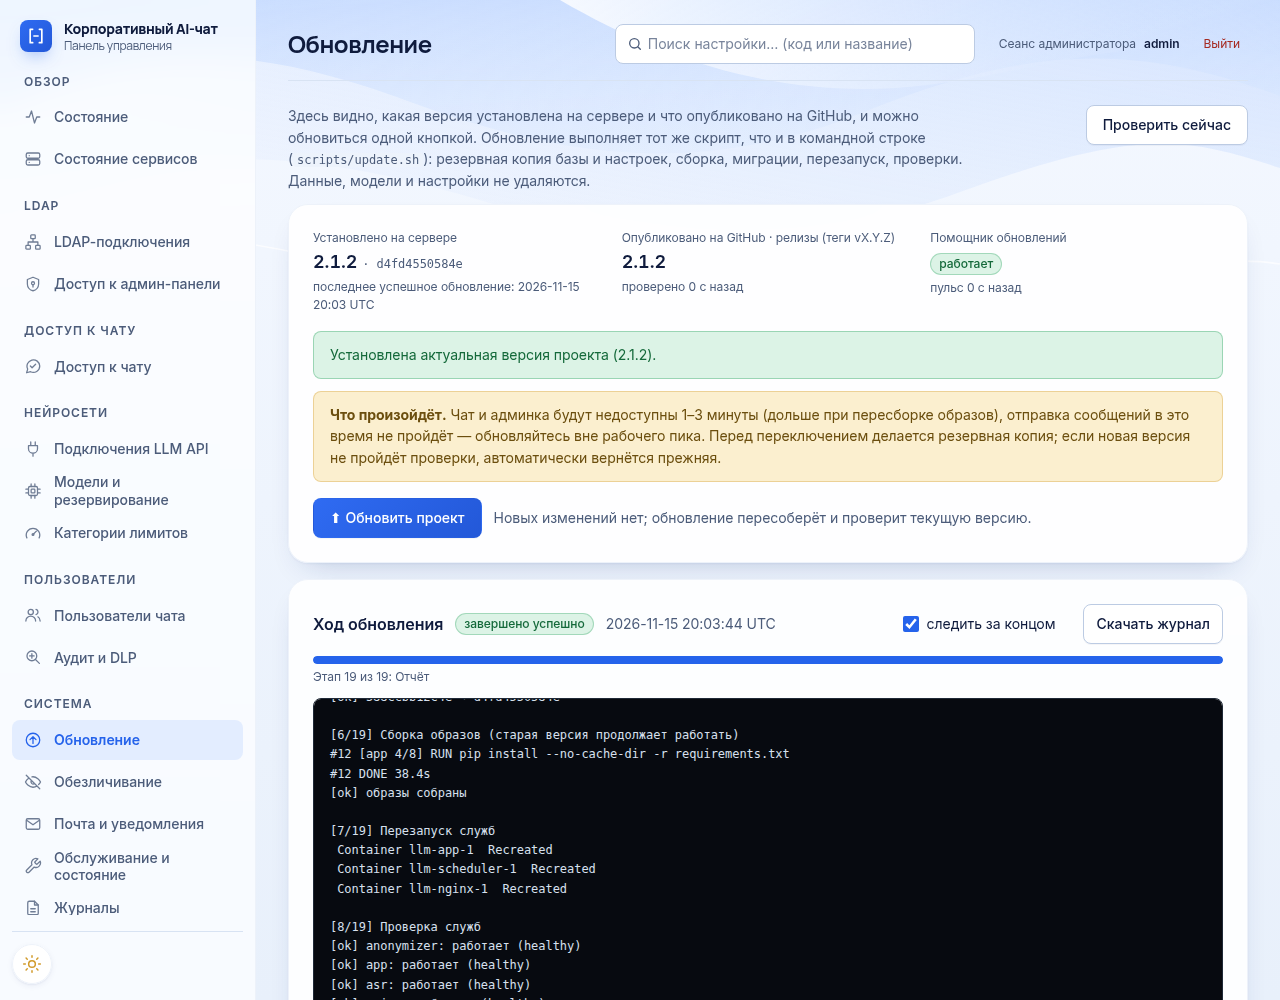 Корпоративный AI-чат
Панель управления
ОБЗОР
Состояние
Состояние сервисов
LDAP
LDAP-подключения
Доступ к админ-панели
ДОСТУП К ЧАТУ
Доступ к чату
НЕЙРОСЕТИ
Подключения LLM API
Модели и
резервирование
Категории лимитов
ПОЛЬЗОВАТЕЛИ
Пользователи чата
Аудит и DLP
СИСТЕМА
Обновление
Обезличивание
Почта и уведомления
Обслуживание и
состояние
Журналы
Обновление
Поиск настройки... (код или название)
Сеанс администратора admin
Выйти
Здесь видно, какая версия установлена на сервере и что опубликовано на GitHub, и можно
обновиться одной кнопкой. Обновление выполняет тот же скрипт, что и в командной строке
( scripts/update.sh ): резервная копия базы и настроек, сборка, миграции, перезапуск, проверки.
Данные, модели и настройки не удаляются.
Проверить сейчас
Установлено на сервере
2.1.2 · d4fd4550584e
последнее успешное обновление: 2026-11-15
20:03 UTC
Опубликовано на GitHub · релизы (теги vX.Y.Z)
2.1.2
проверено 0 с назад
Помощник обновлений
работает
пульс 0 с назад
Установлена актуальная версия проекта (2.1.2).
Что произойдёт. Чат и админка будут недоступны 1–3 минуты (дольше при пересборке образов), отправка сообщений в это
время не пройдёт — обновляйтесь вне рабочего пика. Перед переключением делается резервная копия; если новая версия
не пройдёт проверки, автоматически вернётся прежняя.
⬆ Обновить проект
Новых изменений нет; обновление пересоберёт и проверит текущую версию.
Ход обновления
завершено успешно
2026-11-15 20:03:44 UTC
следить за концом
Скачать журнал
Этап 19 из 19: Отчёт
[6/19] Сборка образов (старая версия продолжает работать)
#12 [app 4/8] RUN pip install --no-cache-dir -r requirements.txt
#12 DONE 38.4s
[ok] образы собраны
[7/19] Перезапуск служб
Container llm-app-1 Recreated
Container llm-scheduler-1 Recreated
Container llm-nginx-1 Recreated
[8/19] Проверка служб
[ok] anonymizer: работает (healthy)
[ok] app: работает (healthy)
[ok] asr: работает (healthy)